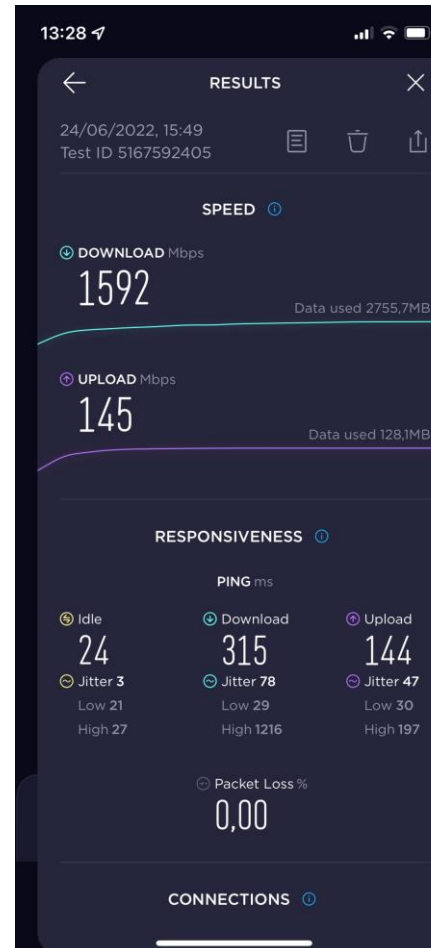 13:28
RESULTS
24/06/2022, 15:49
Test ID 5167592405
SPEED
DOWNLOAD Mbps
1592
Data used 2755,7MB
UPLOAD Mbps
145
Data used 128,1MB
RESPONSIVENESS
PING ms
Idle Download Upload
24 315 144
Jitter 3 Jitter 78 Jitter 47
Low 21 Low 29 Low 30
High 27 High 1216 High 197
Packet Loss %
0,00
CONNECTIONS